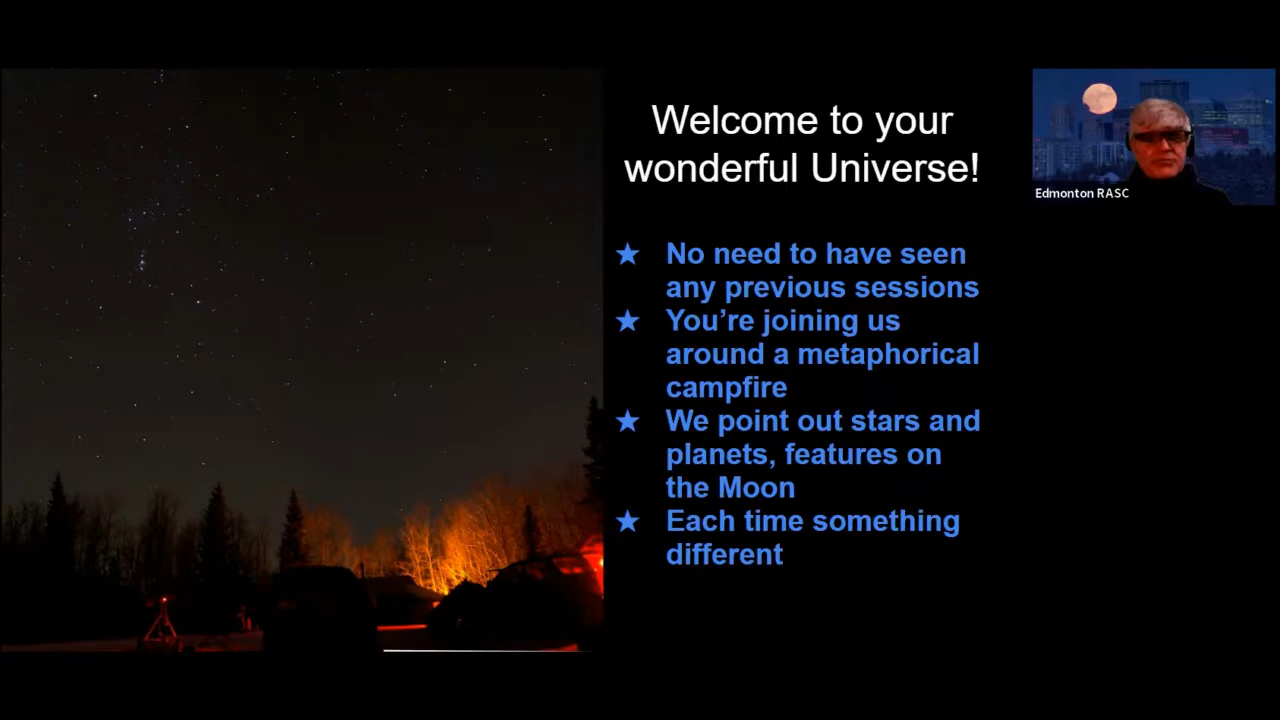 Welcome to your
wonderful Universe!
★ No need to have seen
any previous sessions
★ You’re joining us
around a metaphorical
campfire
★ We point out stars and
planets, features on
the Moon
★ Each time something
different
Edmonton RASC